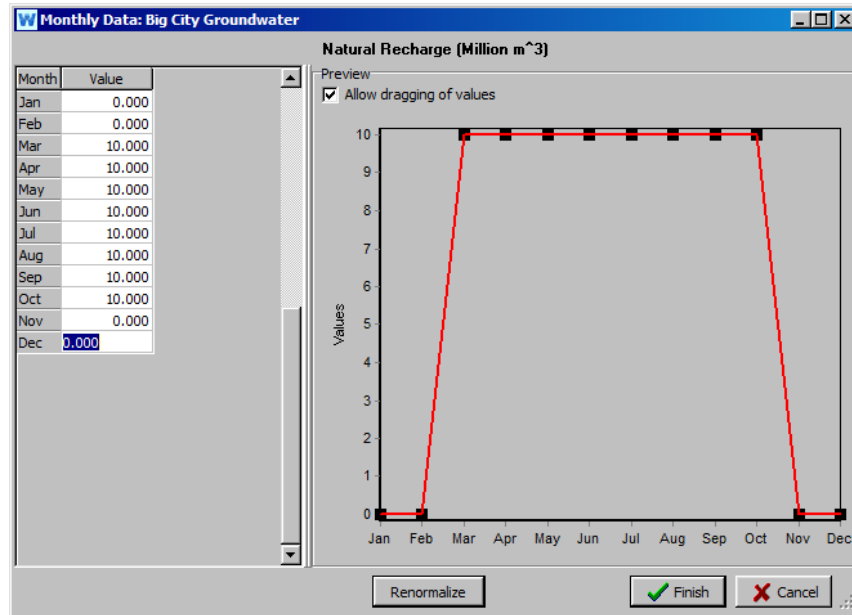 Monthly Data: Big City Groundwater
Natural Recharge (Million m^3)
Month Value
Jan 0.000
Feb 0.000
Mar 10.000
Apr 10.000
May 10.000
Jun 10.000
Jul 10.000
Aug 10.000
Sep 10.000
Oct 10.000
Nov 0.000
Dec 0.000
Preview
Allow dragging of values
10
9
8
7
6
5
4
3
2
1
0
Values
Jan Feb Mar Apr May Jun Jul Aug Sep Oct Nov Dec
Renormalize Finish Cancel